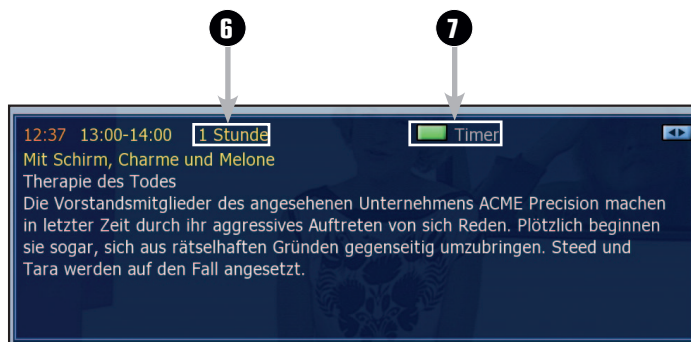 6 7
12:37 13:00-14:00 1 Stunde Timer
Mit Schirm, Charme und Melone
Therapie des Todes
Die Vorstandsmitglieder des angesehenen Unternehmens ACME Precision machen
in letzter Zeit durch ihr aggressives Auftreten von sich Reden. Plötzlich beginnen
sie sogar, sich aus rätselhaften Gründen gegenseitig umzubringen. Steed und
Tara werden auf den Fall angesetzt.